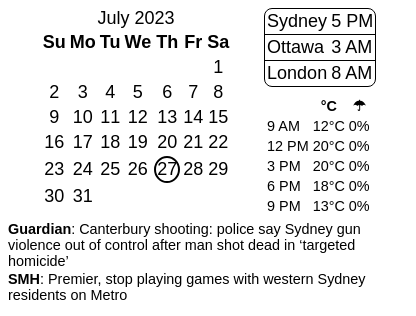 July 2023
Su Mo Tu We Th Fr Sa
1
2 3 4 5 6 7 8
9 10 11 12 13 14 15
16 17 18 19 20 21 22
23 24 25 26 27 28 29
30 31
Sydney 5 PM
Ottawa 3 AM
London 8 AM
°C ☂
9 AM 12°C 0%
12 PM 20°C 0%
3 PM 20°C 0%
6 PM 18°C 0%
9 PM 13°C 0%
Guardian: Canterbury shooting: police say Sydney gun
violence out of control after man shot dead in ‘targeted
homicide’
SMH: Premier, stop playing games with western Sydney
residents on Metro